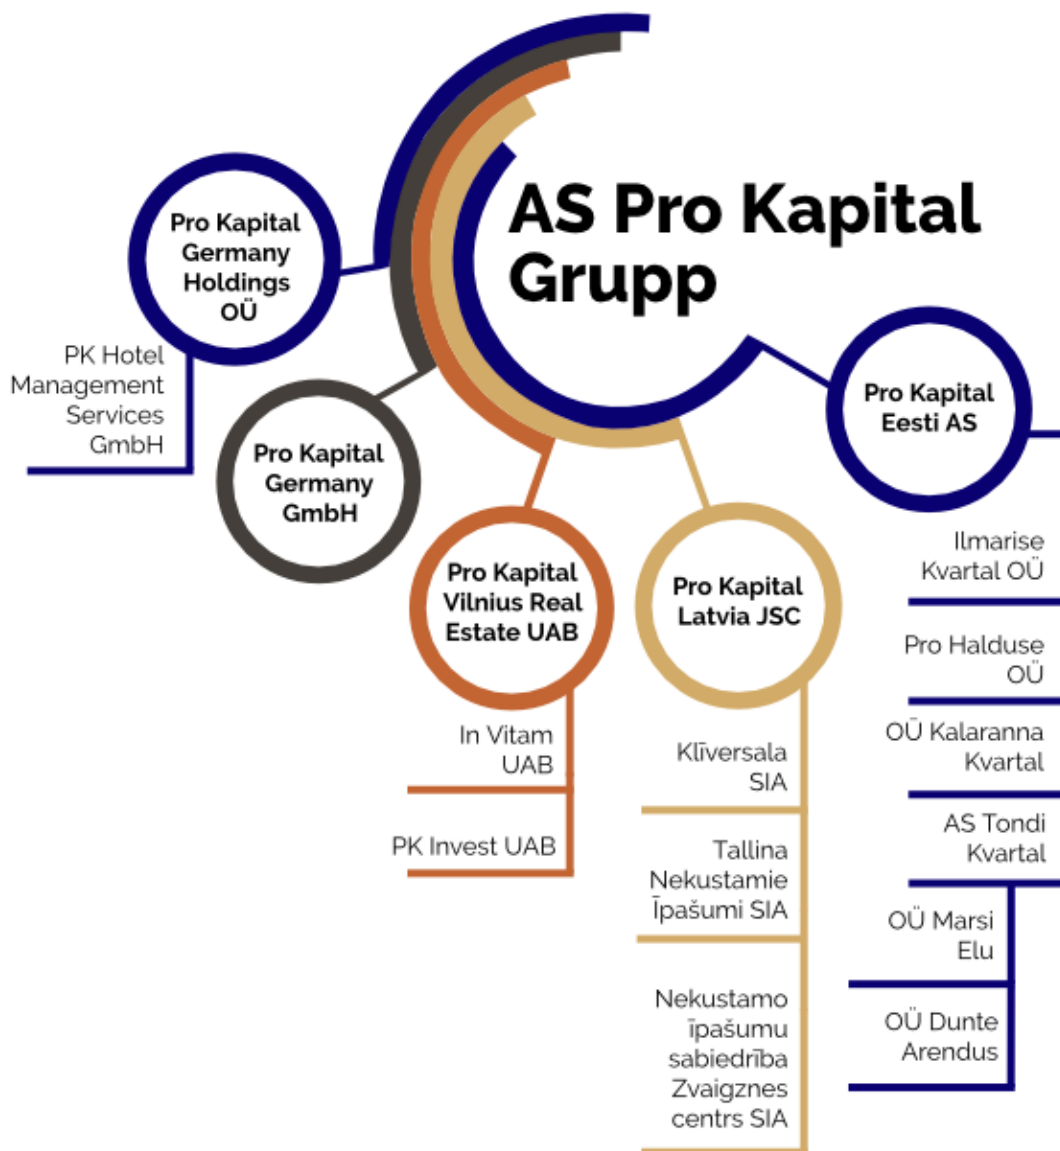 AS Pro Kapital
Grupp
Pro Kapital
Germany
Holdings
OÜ
PK Hotel
Management
Services
GmbH
Pro Kapital
Germany
GmbH
Pro Kapital
Vilnius Real
Estate UAB
In Vitam
UAB
PK Invest UAB
Pro Kapital
Latvia JSC
Klīversala
SIA
Tallina
Nekustamie
Īpašumi SIA
Nekustamo
īpašumu
sabiedrība
Zvaigznes
centrs SIA
Pro Kapital
Eesti AS
Ilmarise
Kvartal OÜ
Pro Halduse
OÜ
OÜ Kalaranna
Kvartal
AS Tondi
Kvartal
OÜ Marsi
Elu
OÜ Dunte
Arendus